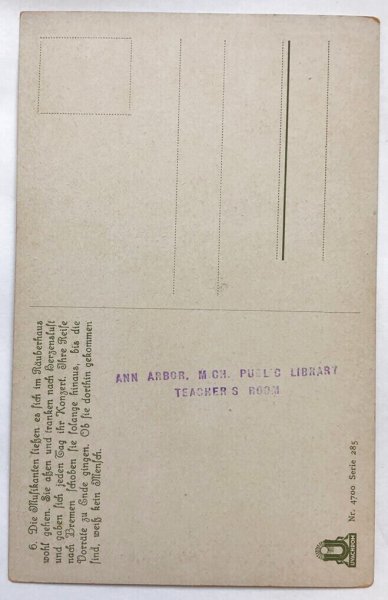 6. Die Musikanten ließen es sich im Räuberhaus
wohl gehen. Sie aßen und tranken nach Herzenslust
und gaben sich jeden Tag ihr Konzert. Ihre Reise
nach Bremen schoben sie solange hinaus, bis die
Vorräte zu Ende gingen. Ob sie dorthin gekommen
sind, weiß kein Mensch.
ANN ARBOR, MICH. PUBLIC LIBRARY
TEACHER'S ROOM
Nr. 4700 Serie 285
UVACHROM